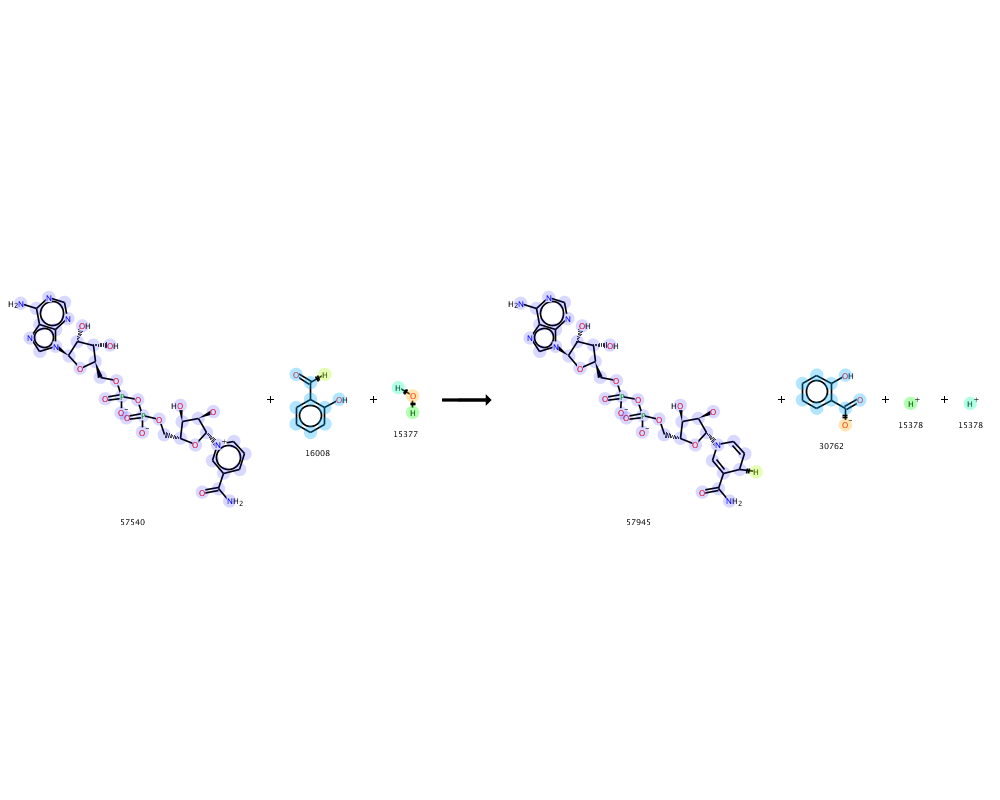 H₂N N N N N OH OH O O O P O⁻ O O P O O⁻ O HO O O N⁺ O NH₂
57540
+
O H OH
16008
+
H O H
15377
H₂N N N N N OH OH O O O P O⁻ O O P O O⁻ O HO O O N H O NH₂
57945
+
OH O O⁻
30762
+
H⁺
15378
+
H⁺
15378